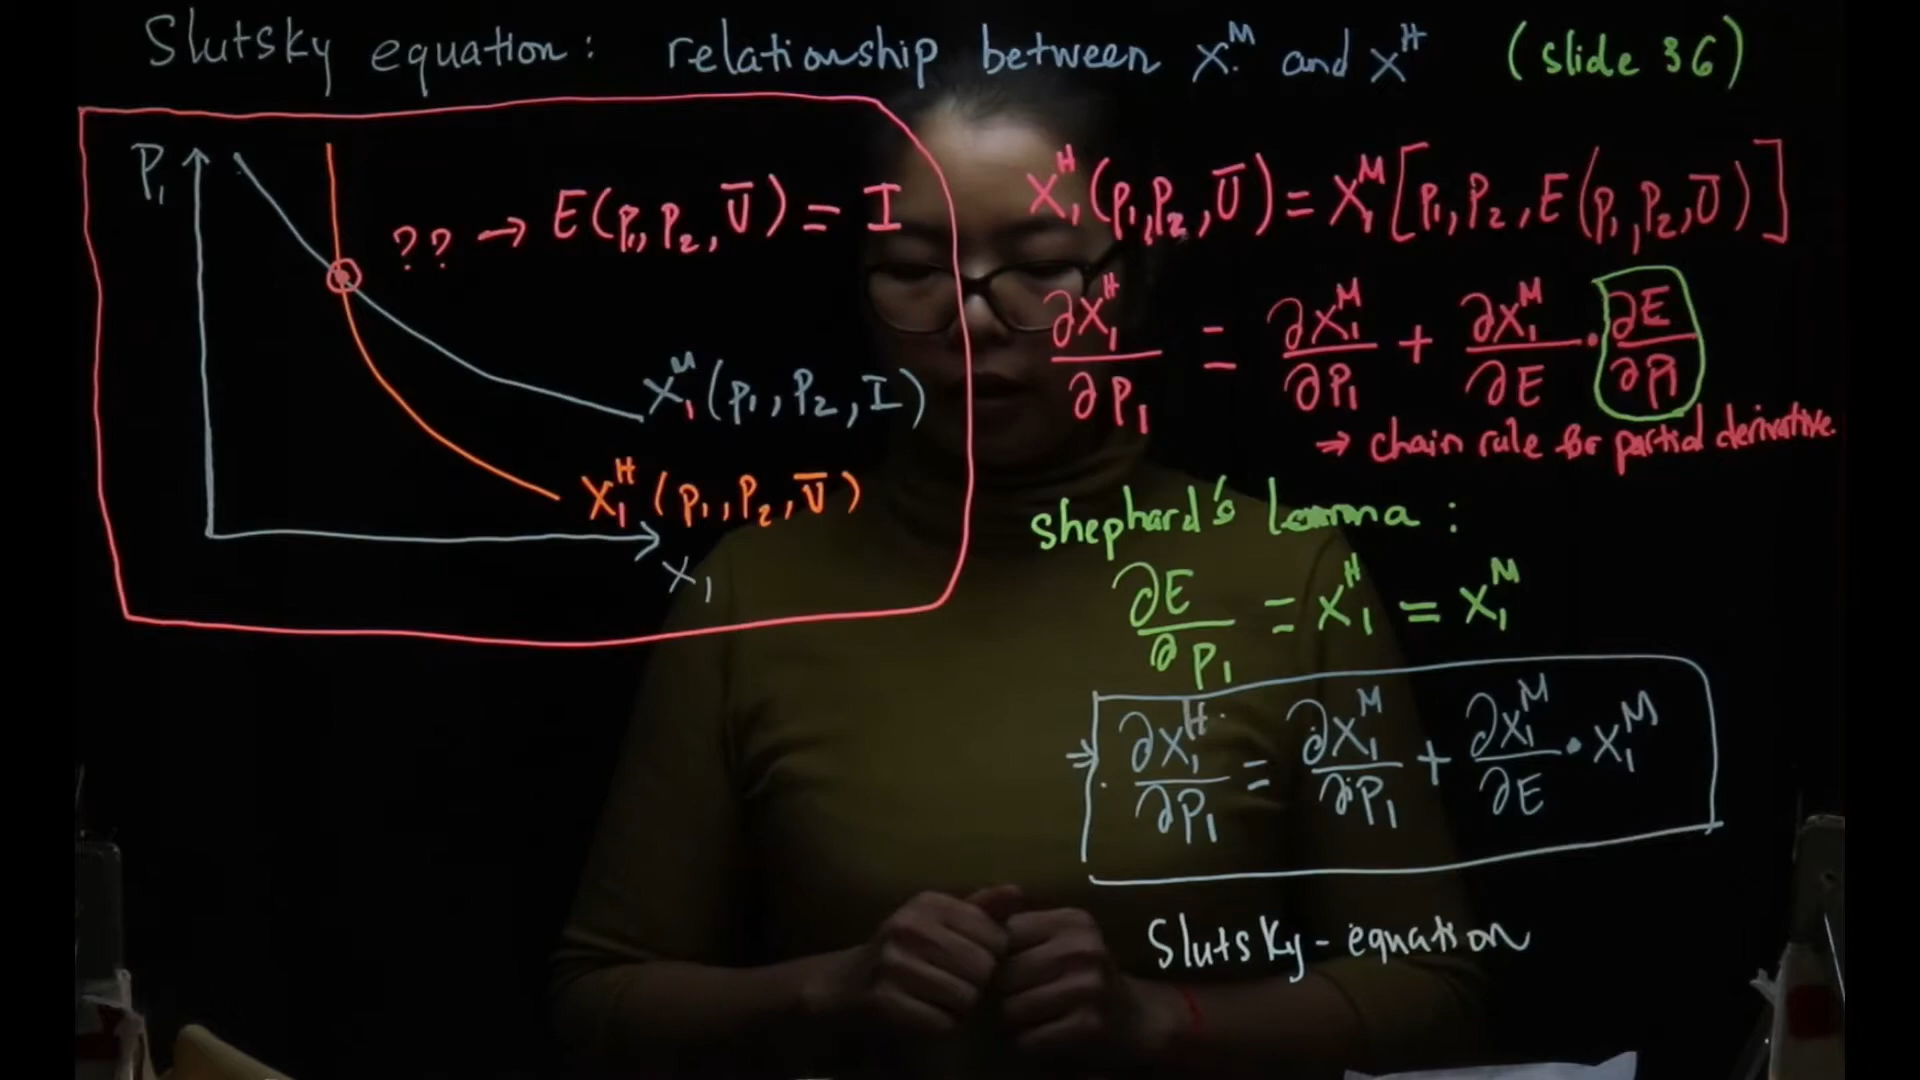 Slutsky equation: relationship between X^M and X^H (slide 36)
P₁
?? → E(P₁, P₂, U̅) = I
X₁^M (P₁, P₂, I)
X₁^H (P₁, P₂, U̅)
X₁
X₁^H (P₁, P₂, U̅) = X₁^M [P₁, P₂, E(P₁, P₂, U̅)]
∂X₁^H/∂P₁ = ∂X₁^M/∂P₁ + ∂X₁^M/∂E · ∂E/∂P₁
⇒ chain rule for partial derivative.
Shephard's lemma:
∂E/∂P₁ = X₁^H = X₁^M
⇒ ∂X₁^H/∂P₁ = ∂X₁^M/∂P₁ + ∂X₁^M/∂E · X₁^M
Slutsky-equation